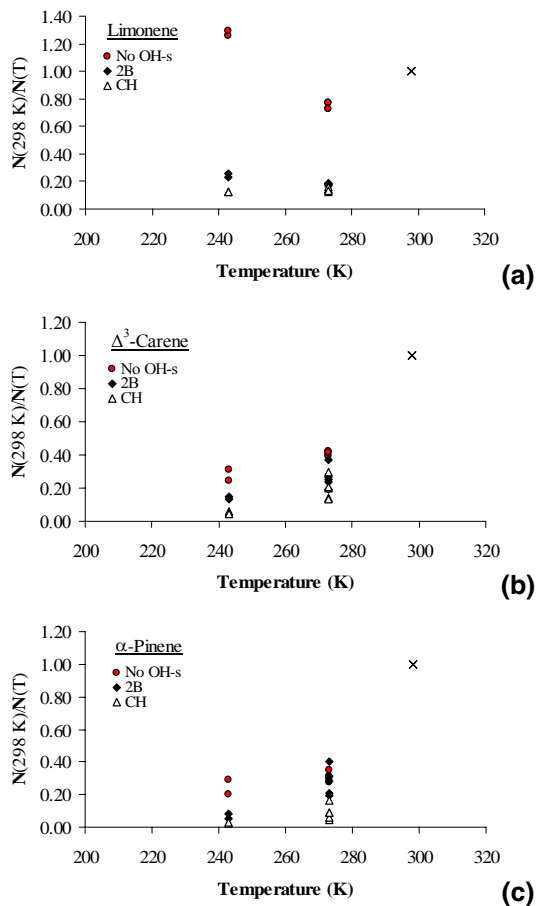 1.40
1.20
1.00
0.80
0.60
0.40
0.20
0.00
N(298 K)/N(T)
Limonene
No OH-s
2B
CH
200 220 240 260 280 300 320
Temperature (K)
(a)
1.20
1.00
0.80
0.60
0.40
0.20
0.00
N(298 K)/N(T)
Δ³-Carene
No OH-s
2B
CH
200 220 240 260 280 300 320
Temperature (K)
(b)
1.20
1.00
0.80
0.60
0.40
0.20
0.00
N(298 K)/N(T)
α-Pinene
No OH-s
2B
CH
200 220 240 260 280 300 320
Temperature (K)
(c)